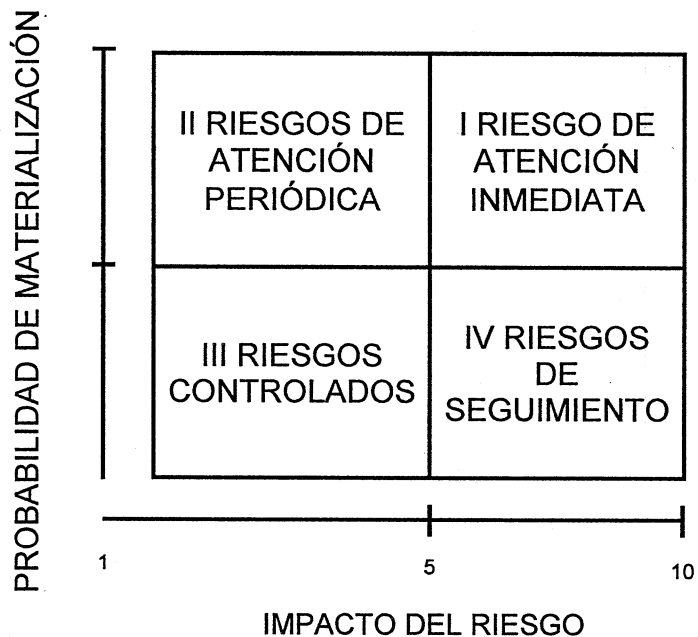 PROBABILIDAD DE MATERIALIZACIÓN
II RIESGOS DE
ATENCIÓN
PERIÓDICA
I RIESGO DE
ATENCIÓN
INMEDIATA
III RIESGOS
CONTROLADOS
IV RIESGOS
DE
SEGUIMIENTO
1
5
10
IMPACTO DEL RIESGO